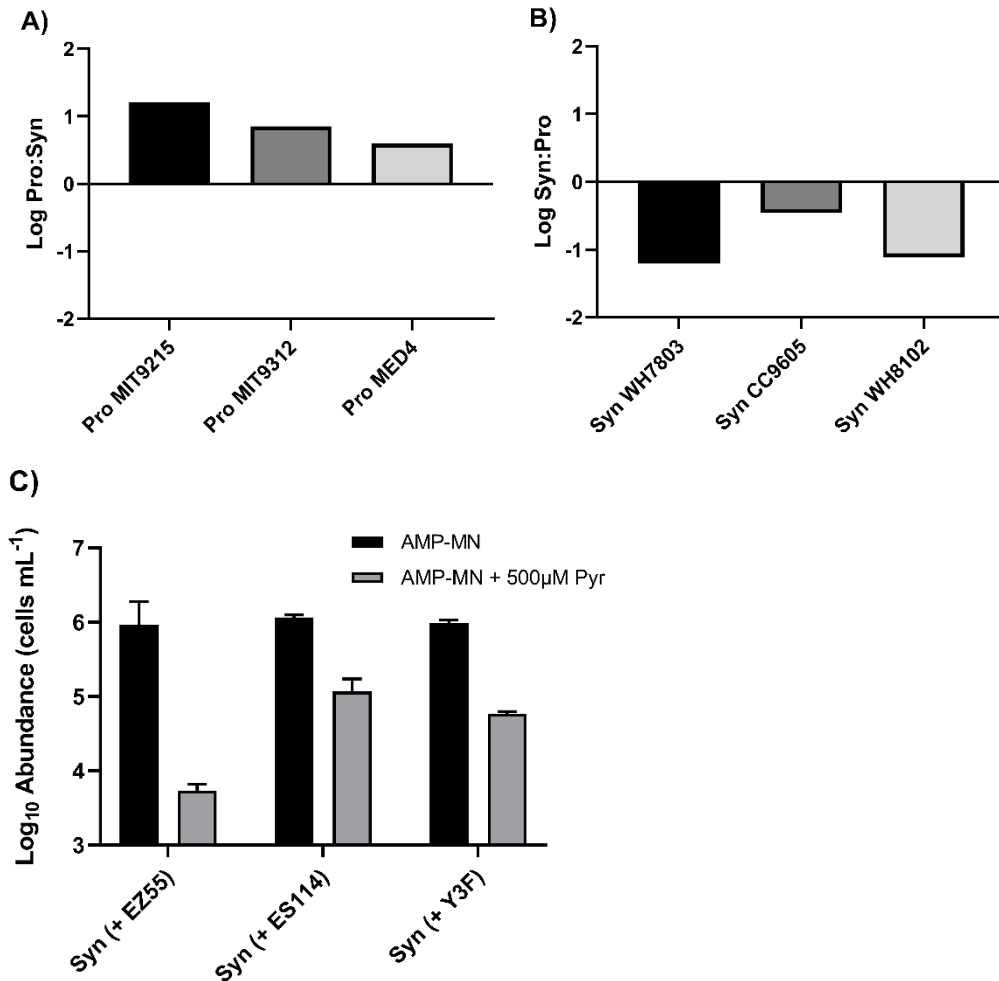 A)
Log Pro:Syn
2
1
0
-1
-2
Pro MIT9215
Pro MIT9312
Pro MED4
B)
Log Syn:Pro
2
1
0
-1
-2
Syn WH7803
Syn CC9605
Syn WH8102
C)
Log₁₀ Abundance (cells mL⁻¹)
7
6
5
4
3
AMP-MN
AMP-MN + 500µM Pyr
Syn (+ EZ55)
Syn (+ ES114)
Syn (+ Y3F)